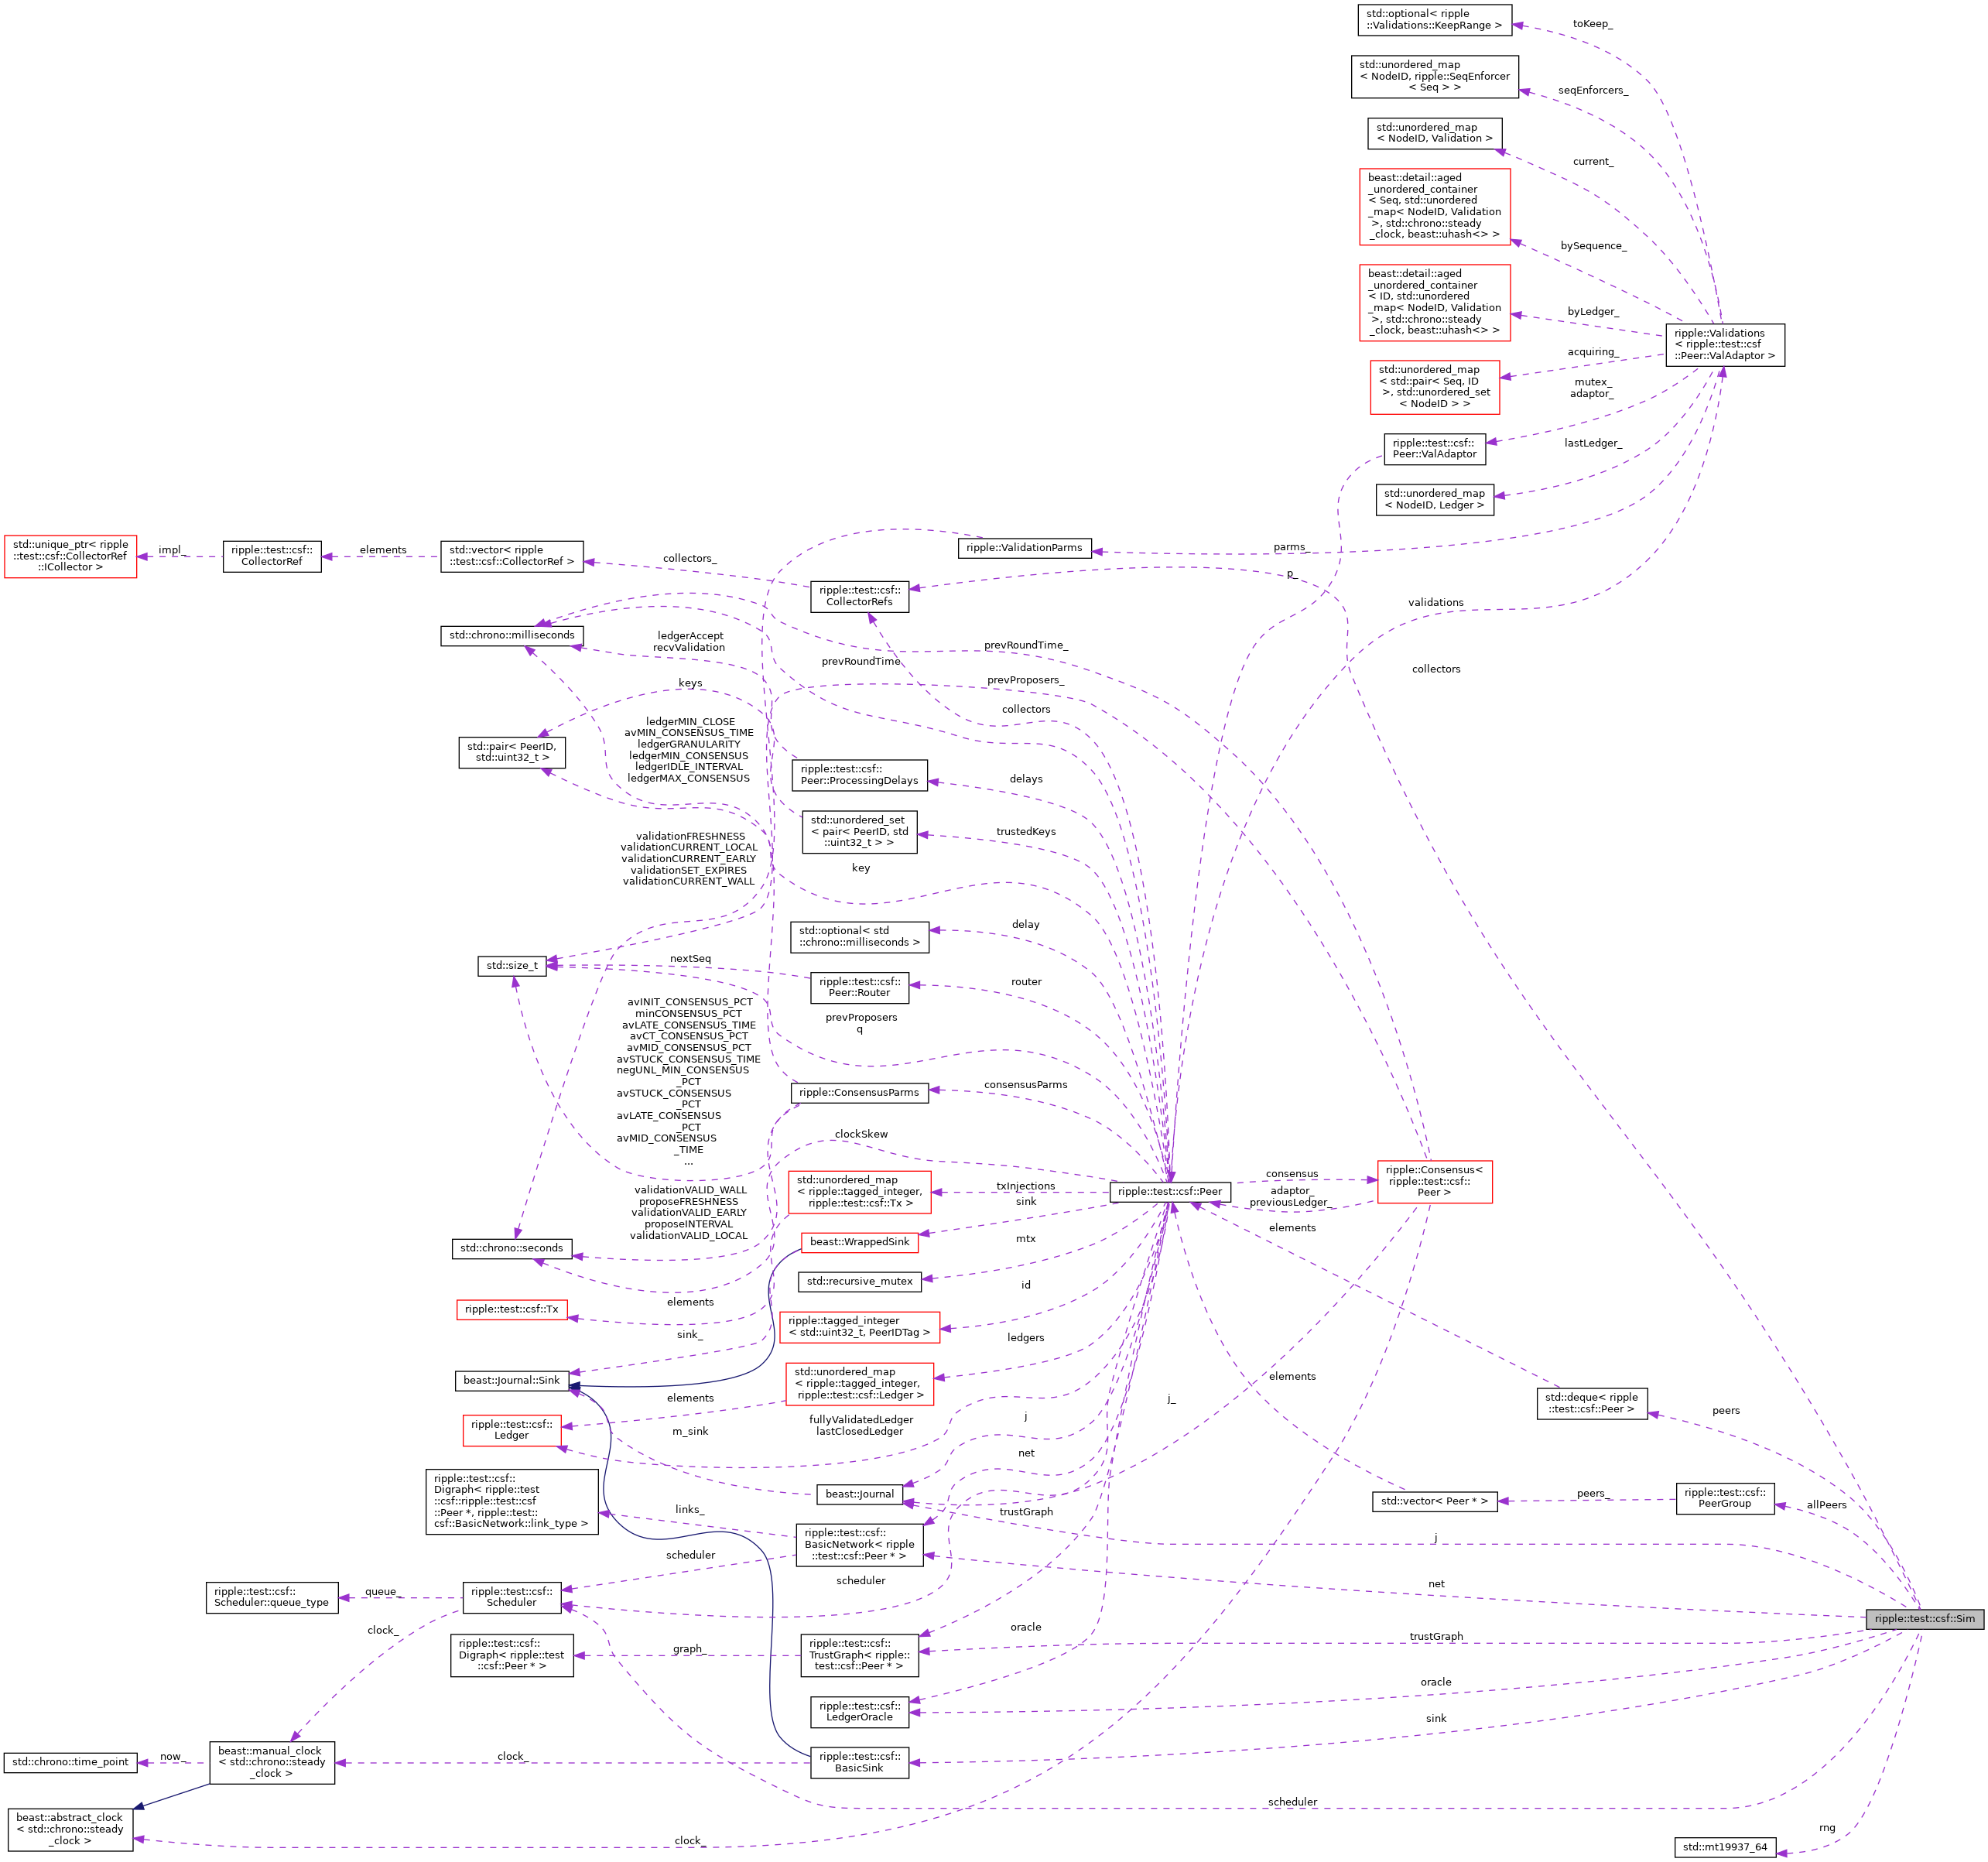 std::optional< ripple
::Validations::KeepRange >
toKeep_
std::unordered_map
< NodeID, ripple::SeqEnforcer
< Seq > >
seqEnforcers_
std::unordered_map
< NodeID, Validation >
current_
beast::detail::aged
_unordered_container
< Seq, std::unordered
_map< NodeID, Validation
>, std::chrono::steady
_clock, beast::uhash<> >
bySequence_
beast::detail::aged
_unordered_container
< ID, std::unordered
_map< NodeID, Validation
>, std::chrono::steady
_clock, beast::uhash<> >
byLedger_
ripple::Validations
< ripple::test::csf
::Peer::ValAdaptor >
acquiring_
std::unordered_map
< std::pair< Seq, ID
>, std::unordered_set
< NodeID > >
mutex_
adaptor_
ripple::test::csf::
Peer::ValAdaptor
lastLedger_
std::unordered_map
< NodeID, Ledger >
std::unique_ptr< ripple
::test::csf::CollectorRef
::ICollector >
impl_
ripple::test::csf::
CollectorRef
elements
std::vector< ripple
::test::csf::CollectorRef >
collectors_
ripple::ValidationParms
parms_
p_
ripple::test::csf::
CollectorRefs
validations
std::chrono::milliseconds
ledgerAccept
recvValidation
prevRoundTime
prevRoundTime_
collectors
keys
prevProposers_
collectors
ledgerMIN_CLOSE
avMIN_CONSENSUS_TIME
ledgerGRANULARITY
ledgerMIN_CONSENSUS
ledgerIDLE_INTERVAL
ledgerMAX_CONSENSUS
std::pair< PeerID,
std::uint32_t >
ripple::test::csf::
Peer::ProcessingDelays
delays
std::unordered_set
< pair< PeerID, std
::uint32_t > >
trustedKeys
validationFRESHNESS
validationCURRENT_LOCAL
validationCURRENT_EARLY
validationSET_EXPIRES
validationCURRENT_WALL
key
std::optional< std
::chrono::milliseconds >
delay
std::size_t
nextSeq
ripple::test::csf::
Peer::Router
router
prevProposers
q
avINIT_CONSENSUS_PCT
minCONSENSUS_PCT
avLATE_CONSENSUS_TIME
avCT_CONSENSUS_PCT
avMID_CONSENSUS_PCT
avSTUCK_CONSENSUS_TIME
negUNL_MIN_CONSENSUS
_PCT
avSTUCK_CONSENSUS
_PCT
avLATE_CONSENSUS
_PCT
avMID_CONSENSUS
_TIME
...
ripple::ConsensusParms
consensusParms
clockSkew
validationVALID_WALL
proposeFRESHNESS
validationVALID_EARLY
proposeINTERVAL
validationVALID_LOCAL
std::unordered_map
< ripple::tagged_integer,
ripple::test::csf::Tx >
txInjections
sink
ripple::test::csf::Peer
consensus
adaptor_
previousLedger_
ripple::Consensus<
ripple::test::csf::
Peer >
elements
std::chrono::seconds
beast::WrappedSink
mtx
std::recursive_mutex
id
ripple::test::csf::Tx
elements
ripple::tagged_integer
< std::uint32_t, PeerIDTag >
sink_
ledgers
beast::Journal::Sink
std::unordered_map
< ripple::tagged_integer,
ripple::test::csf::Ledger >
elements
elements
j_
std::deque< ripple
::test::csf::Peer >
peers
ripple::test::csf::
Ledger
m_sink
fullyValidatedLedger
lastClosedLedger
j
net
ripple::test::csf::
Digraph< ripple::test
::csf::ripple::test::csf
::Peer *, ripple::test::
csf::BasicNetwork::link_type >
links_
beast::Journal
trustGraph
std::vector< Peer * >
peers_
ripple::test::csf::
PeerGroup
allPeers
ripple::test::csf::
BasicNetwork< ripple
::test::csf::Peer * >
j
scheduler
scheduler
net
ripple::test::csf::
Scheduler::queue_type
queue_
ripple::test::csf::
Scheduler
clock_
oracle
ripple::test::csf::Sim
trustGraph
ripple::test::csf::
Digraph< ripple::test
::csf::Peer * >
graph_
ripple::test::csf::
TrustGraph< ripple::
test::csf::Peer * >
oracle
ripple::test::csf::
LedgerOracle
sink
std::chrono::time_point
now_
beast::manual_clock
< std::chrono::steady
_clock >
clock_
ripple::test::csf::
BasicSink
scheduler
beast::abstract_clock
< std::chrono::steady
_clock >
clock_
rng
std::mt19937_64